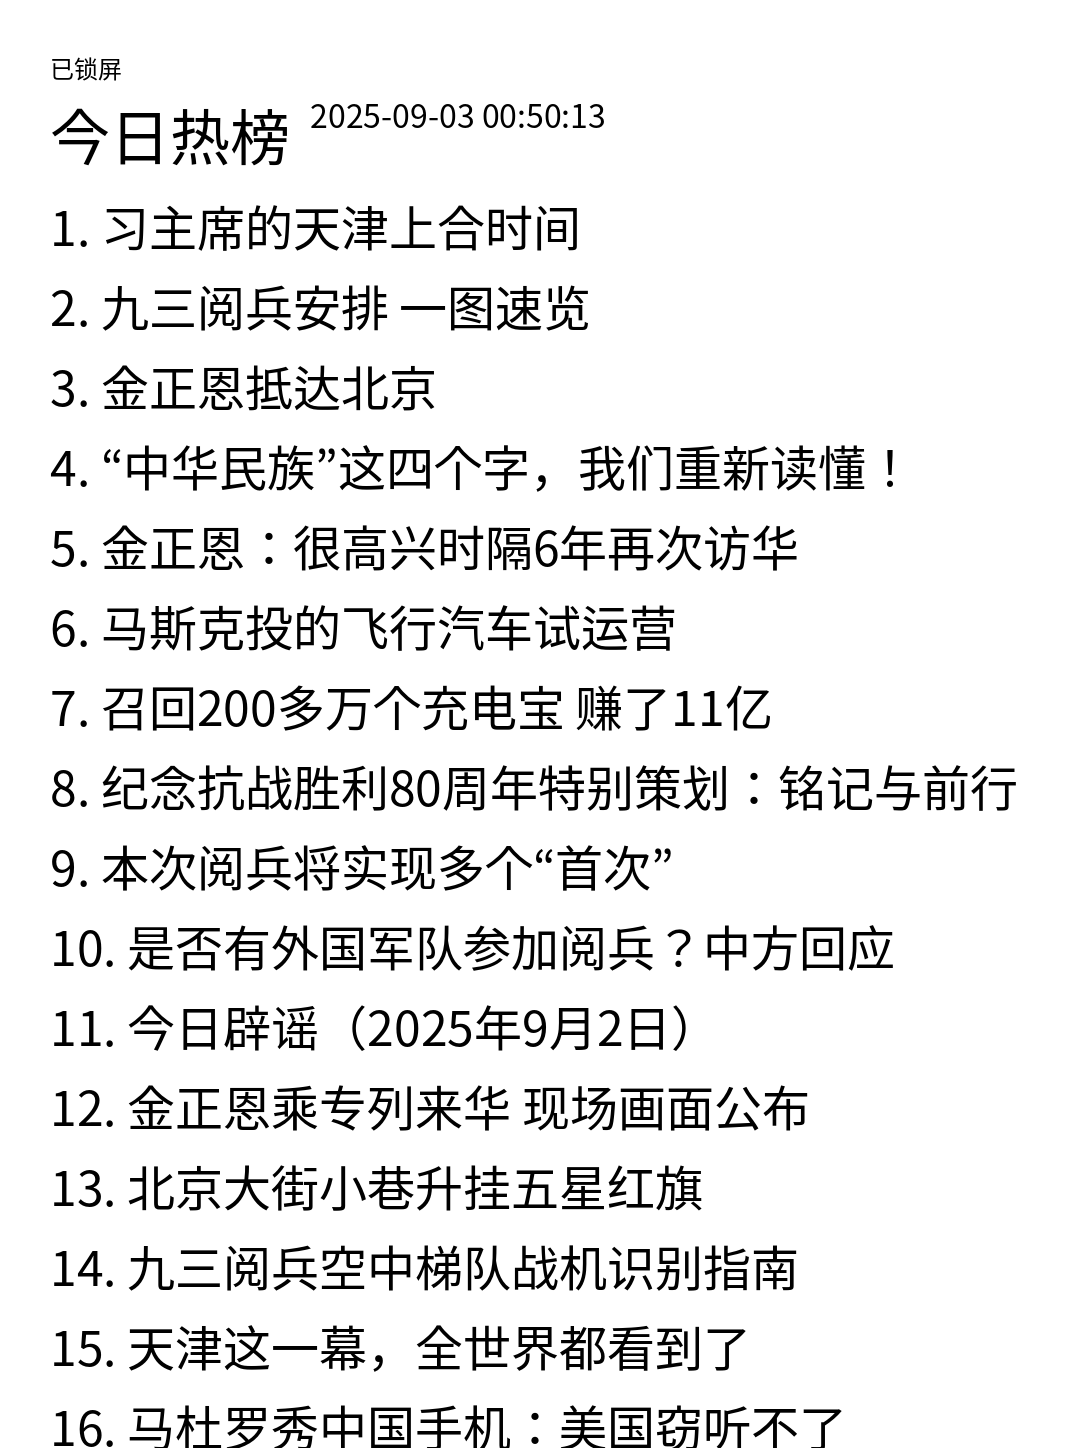 已锁屏
今日热榜 2025-09-03 00:50:13
1. 习主席的天津上合时间
2. 九三阅兵安排 一图速览
3. 金正恩抵达北京
4. “中华民族”这四个字，我们重新读懂！
5. 金正恩：很高兴时隔6年再次访华
6. 马斯克投的飞行汽车试运营
7. 召回200多万个充电宝 赚了11亿
8. 纪念抗战胜利80周年特别策划：铭记与前行
9. 本次阅兵将实现多个“首次”
10. 是否有外国军队参加阅兵？中方回应
11. 今日辟谣（2025年9月2日）
12. 金正恩乘专列来华 现场画面公布
13. 北京大街小巷升挂五星红旗
14. 九三阅兵空中梯队战机识别指南
15. 天津这一幕，全世界都看到了
16. 马杜罗秀中国手机：美国窃听不了